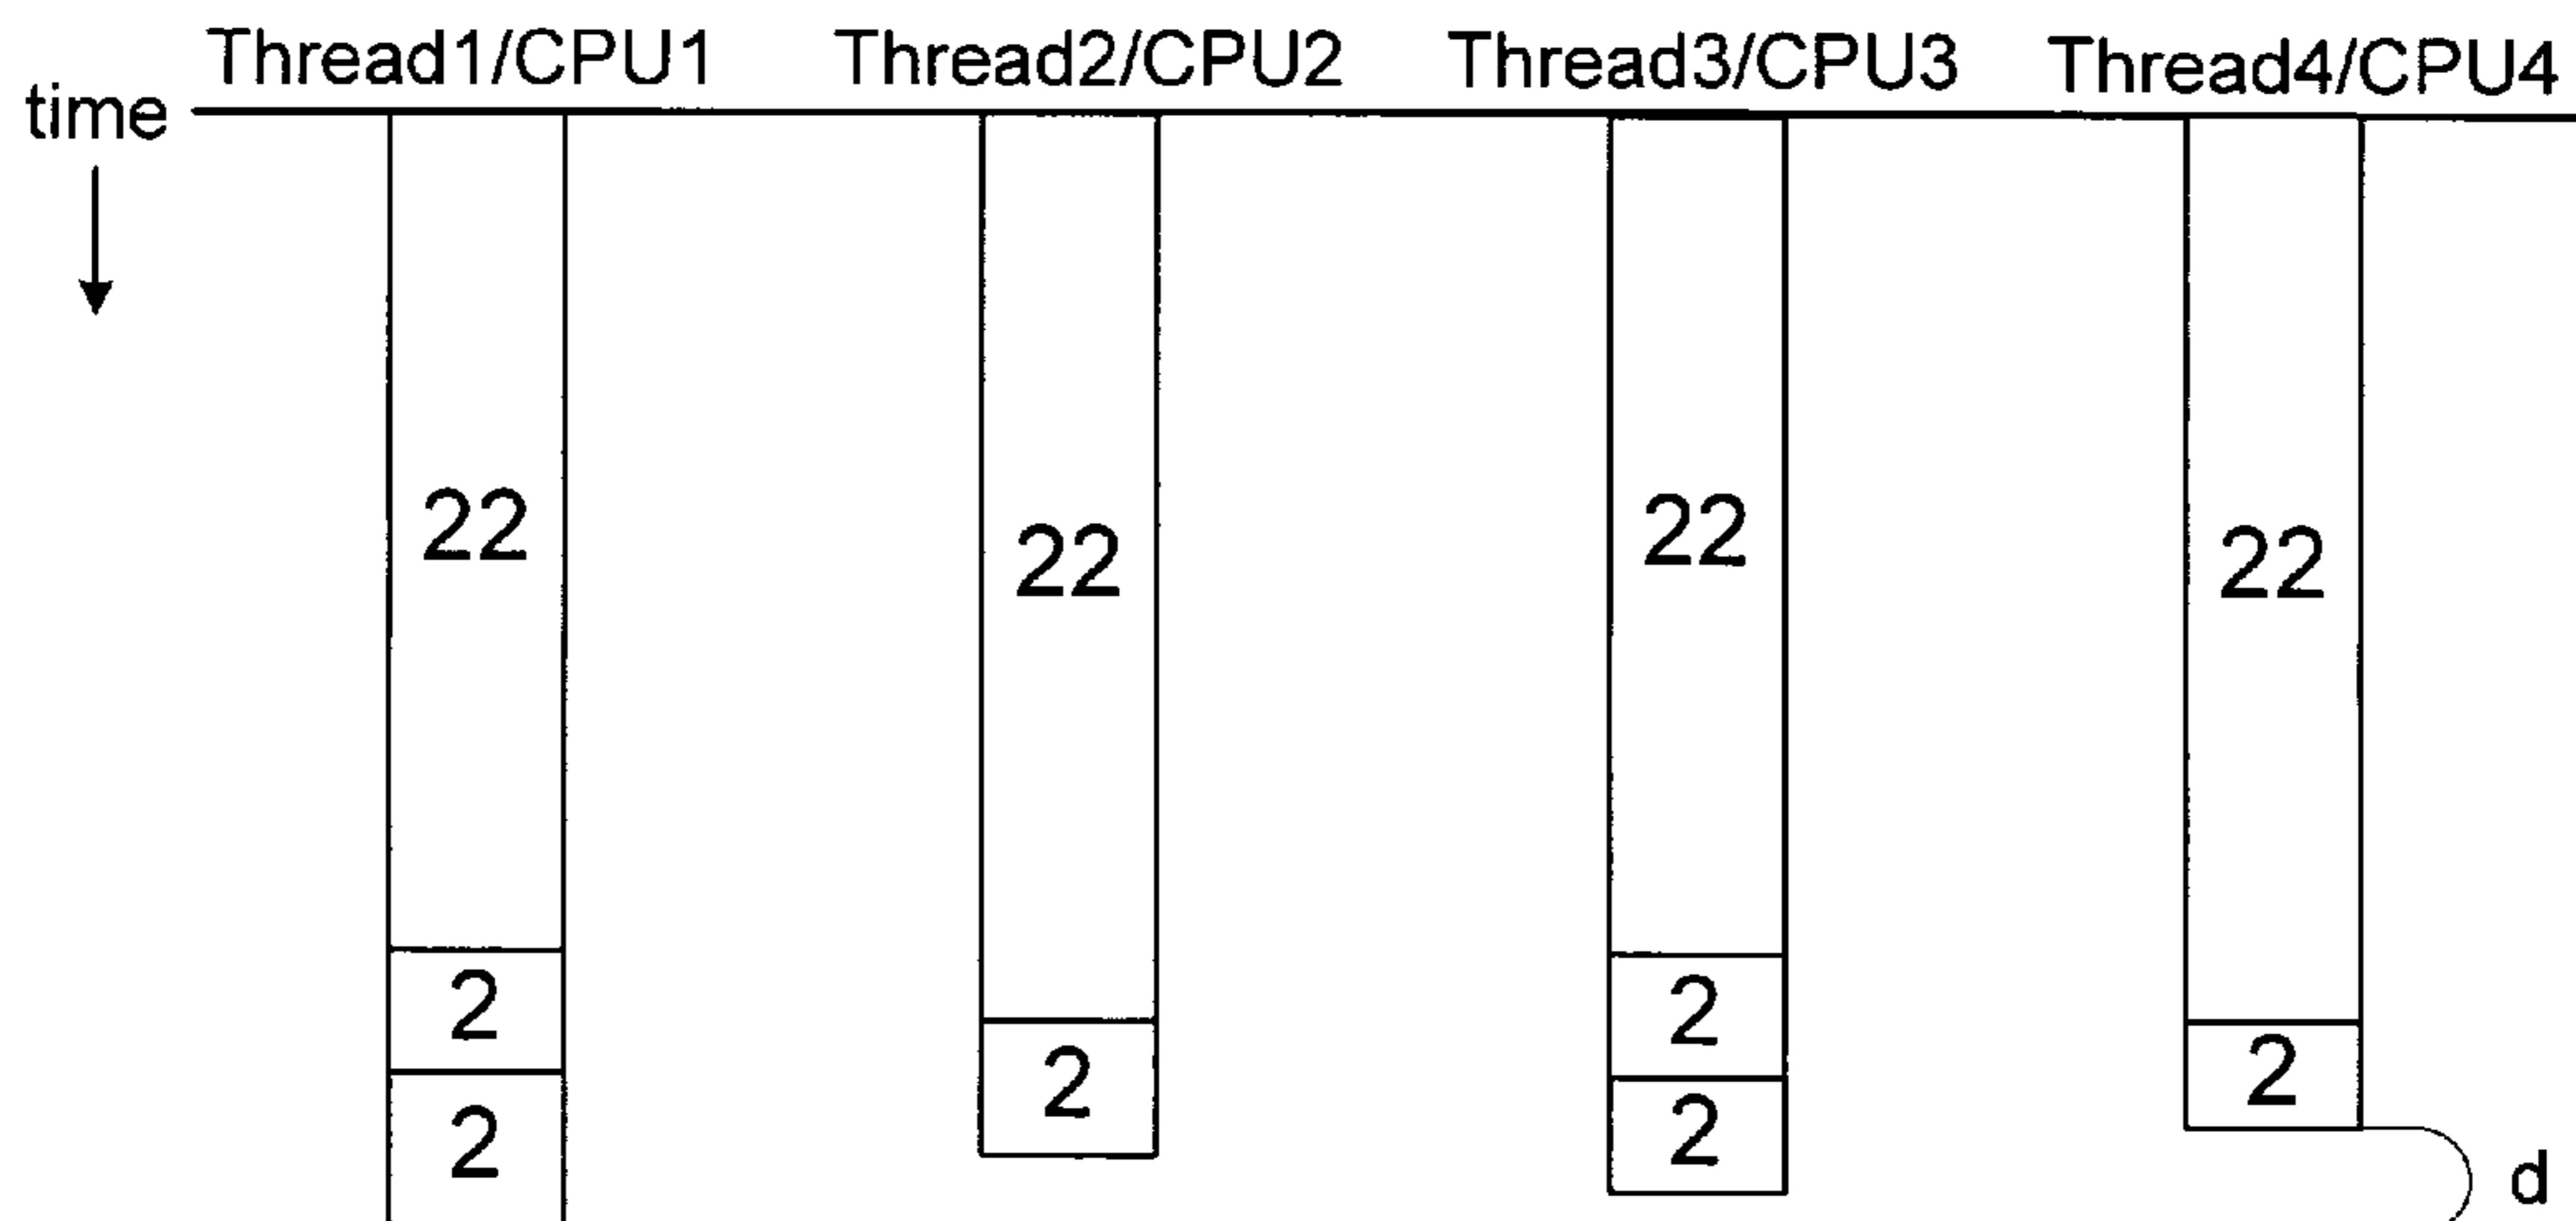 Thread1/CPU1 Thread2/CPU2 Thread3/CPU3 Thread4/CPU4
time
22 22 22 22
2 2
2 2
2 2
d